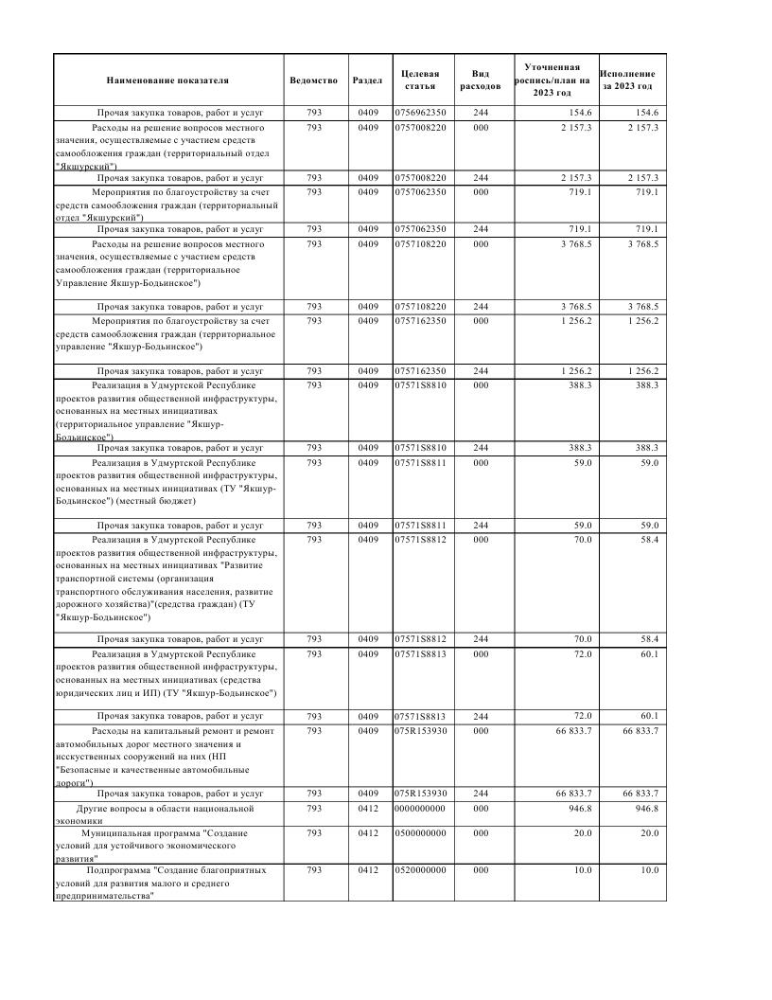 Наименование показателя Ведомство Раздел Целевая статья Вид расходов Уточненная роспись/план на 2023 год Исполнение за 2023 год
Прочая закупка товаров, работ и услуг 793 0409 0756962350 244 154.6 154.6
Расходы на решение вопросов местного 793 0409 0757008220 000 2 157.3 2 157.3
значения, осуществляемые с участием средств
самообложения граждан (территориальный отдел
"Якшурский")
Прочая закупка товаров, работ и услуг 793 0409 0757008220 244 2 157.3 2 157.3
Мероприятия по благоустройству за счет 793 0409 0757062350 000 719.1 719.1
средств самообложения граждан (территориальный
отдел "Якшурский")
Прочая закупка товаров, работ и услуг 793 0409 0757062350 244 719.1 719.1
Расходы на решение вопросов местного 793 0409 0757108220 000 3 768.5 3 768.5
значения, осуществляемые с участием средств
самообложения граждан (территориальное
Управление Якшур-Бодьинское")
Прочая закупка товаров, работ и услуг 793 0409 0757108220 244 3 768.5 3 768.5
Мероприятия по благоустройству за счет 793 0409 0757162350 000 1 256.2 1 256.2
средств самообложения граждан (территориальное
управление "Якшур-Бодьинское")
Прочая закупка товаров, работ и услуг 793 0409 0757162350 244 1 256.2 1 256.2
Реализация в Удмуртской Республике 793 0409 07571S8810 000 388.3 388.3
проектов развития общественной инфраструктуры,
основанных на местных инициативах
(территориальное управление "Якшур-
Бодьинское")
Прочая закупка товаров, работ и услуг 793 0409 07571S8810 244 388.3 388.3
Реализация в Удмуртской Республике 793 0409 07571S8811 000 59.0 59.0
проектов развития общественной инфраструктуры,
основанных на местных инициативах (ТУ "Якшур-
Бодьинское") (местный бюджет)
Прочая закупка товаров, работ и услуг 793 0409 07571S8811 244 59.0 59.0
Реализация в Удмуртской Республике 793 0409 07571S8812 000 70.0 58.4
проектов развития общественной инфраструктуры,
основанных на местных инициативах "Развитие
транспортной системы (организация
транспортного обслуживания населения, развитие
дорожного хозяйства)"(средства граждан) (ТУ
"Якшур-Бодьинское")
Прочая закупка товаров, работ и услуг 793 0409 07571S8812 244 70.0 58.4
Реализация в Удмуртской Республике 793 0409 07571S8813 000 72.0 60.1
проектов развития общественной инфраструктуры,
основанных на местных инициативах (средства
юридических лиц и ИП) (ТУ "Якшур-Бодьинское")
Прочая закупка товаров, работ и услуг 793 0409 07571S8813 244 72.0 60.1
Расходы на капитальный ремонт и ремонт 793 0409 075R153930 000 66 833.7 66 833.7
автомобильных дорог местного значения и
исскуственных сооружений на них (НП
"Безопасные и качественные автомобильные
дороги")
Прочая закупка товаров, работ и услуг 793 0409 075R153930 244 66 833.7 66 833.7
Другие вопросы в области национальной 793 0412 0000000000 000 946.8 946.8
экономики
Муниципальная программа "Создание 793 0412 0500000000 000 20.0 20.0
условий для устойчивого экономического
развития"
Подпрограмма "Создание благоприятных 793 0412 0520000000 000 10.0 10.0
условий для развития малого и среднего
предпринимательства"